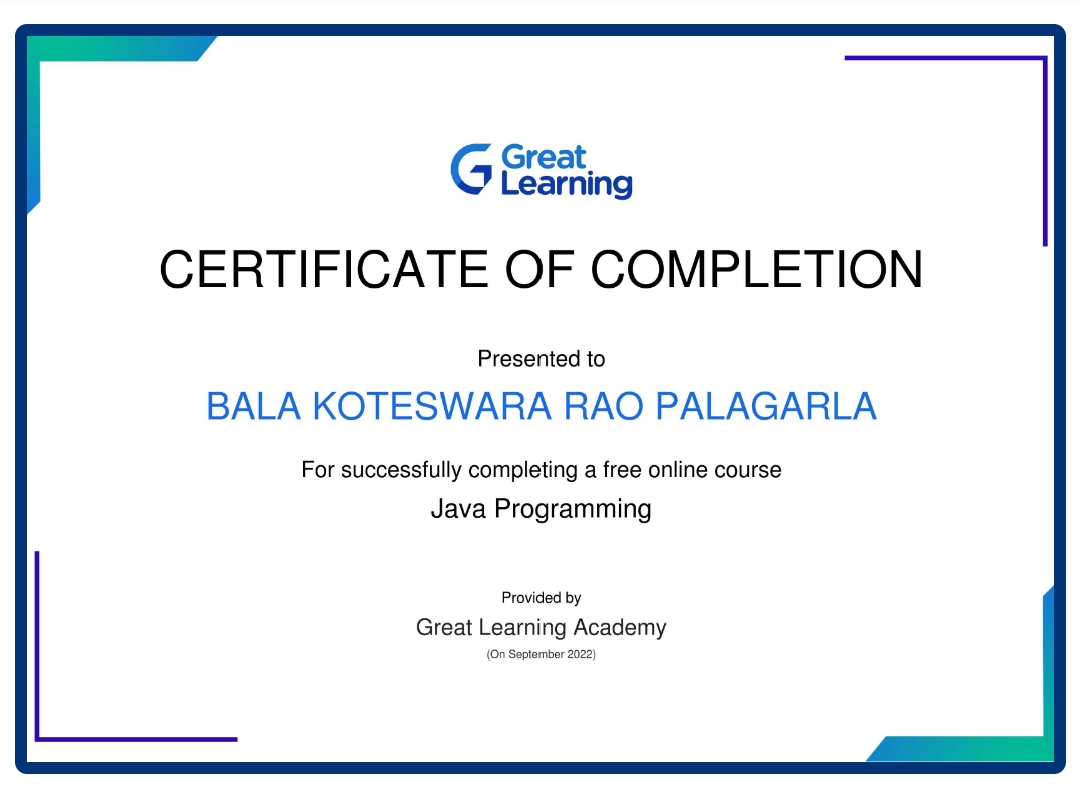 Great
Learning
CERTIFICATE OF COMPLETION
Presented to
BALA KOTESWARA RAO PALAGARLA
For successfully completing a free online course
Java Programming
Provided by
Great Learning Academy
(On September 2022)